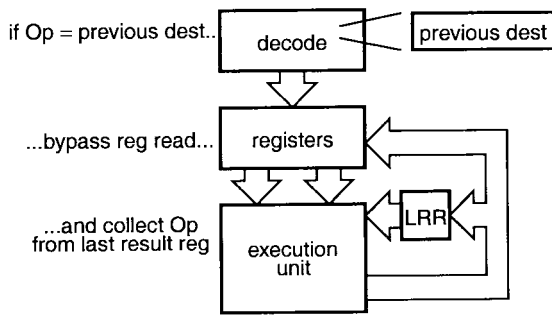 if Op = previous dest..
decode
previous dest
...bypass reg read...
registers
...and collect Op
from last result reg
LRR
execution
unit